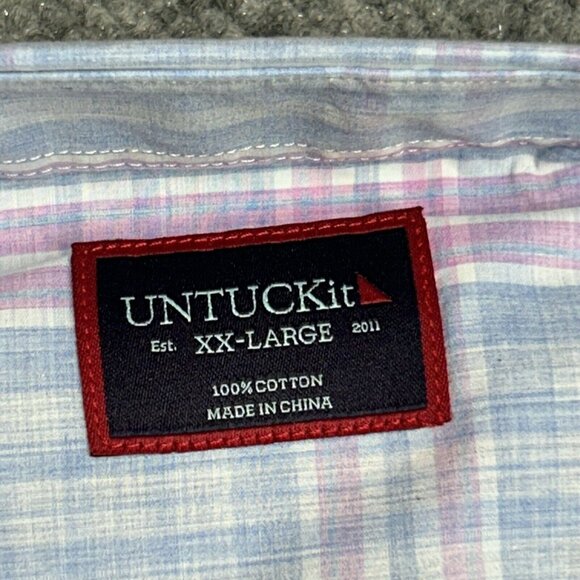 UNTUCKit
Est. XX-LARGE 2011
100% COTTON
MADE IN CHINA